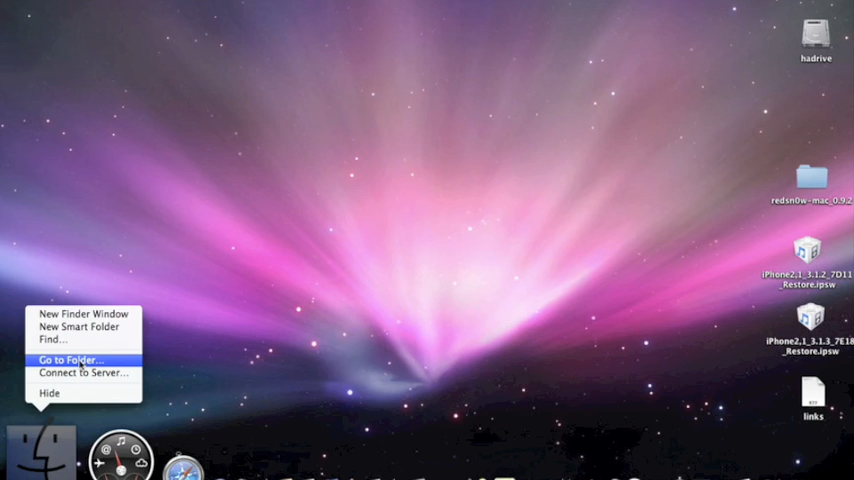 hadrive
redsn0w-mac_0.9.2
iPhone2,1_3.1.2_7D11
_Restore.ipsw
New Finder Window
New Smart Folder
Find...
iPhone2,1_3.1.3_7E18
_Restore.ipsw
Go to Folder...
Connect to Server...
Hide
RTF
links